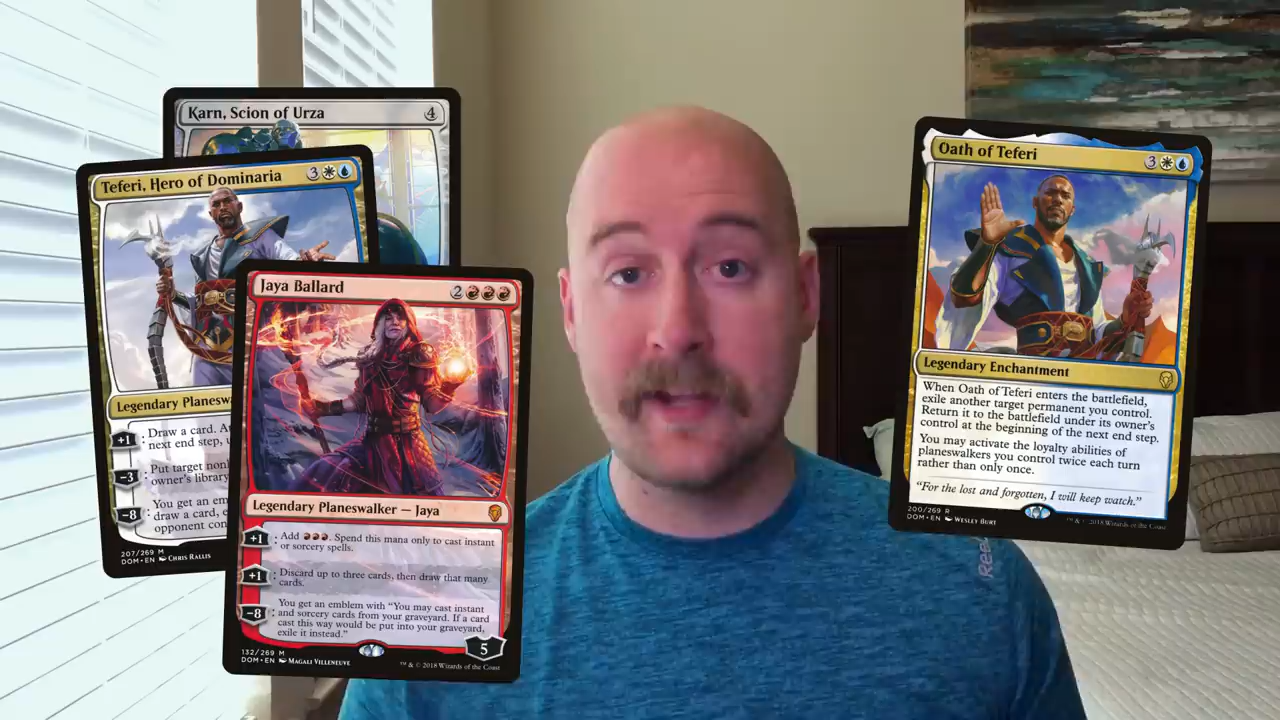 Karn, Scion of Urza 4
Teferi, Hero of Dominaria 3
Legendary Planesw
+1 : Draw a card. A
next end step, u
-3 : Put target nonl
owner's library
-8 : You get an em
draw a card, e
opponent con
207/269 M
DOM • EN CHRIS RALLIS
Jaya Ballard 2
Legendary Planeswalker — Jaya
+1 : Add . Spend this mana only to cast instant
or sorcery spells.
+1 : Discard up to three cards, then draw that many
cards.
-8 : You get an emblem with "You may cast instant
and sorcery cards from your graveyard. If a card
cast this way would be put into your graveyard,
exile it instead."
5
132/269 M
DOM • EN MAGALI VILLENEUVE
™ & © 2018 Wizards of the Coast
Oath of Teferi 3
Legendary Enchantment
When Oath of Teferi enters the battlefield,
exile another target permanent you control.
Return it to the battlefield under its owner's
control at the beginning of the next end step.
You may activate the loyalty abilities of
planeswalkers you control twice each turn
rather than only once.
"For the lost and forgotten, I will keep watch."
200/269 R
DOM • EN WESLEY BURT
™ & © 2018 Wizards of the Coast
Reeb